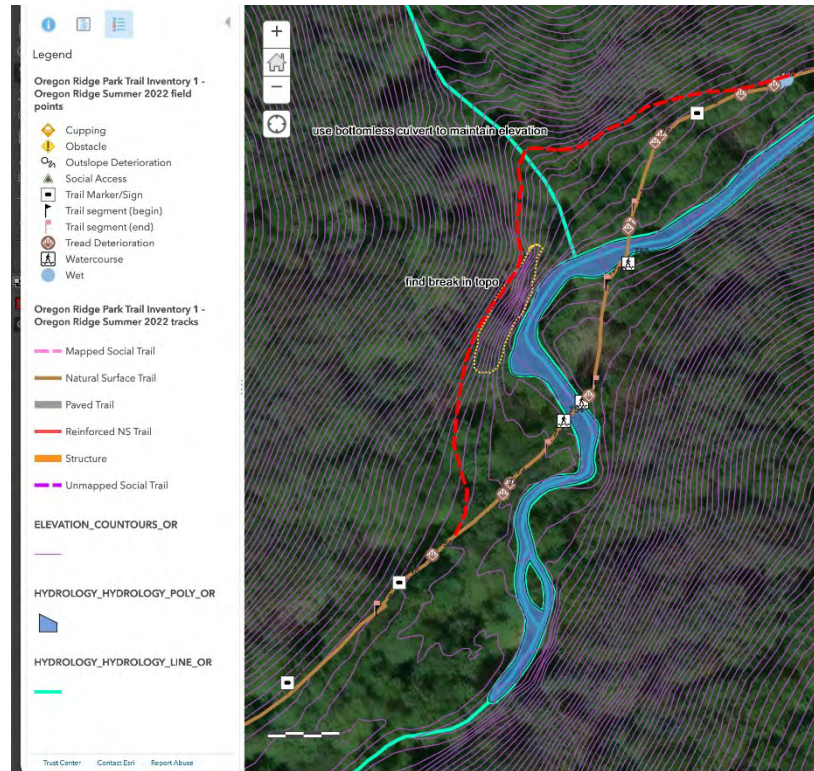 Legend
Oregon Ridge Park Trail Inventory 1 -
Oregon Ridge Summer 2022 field
points
Cupping
Obstacle
Outslope Deterioration
Social Access
Trail Marker/Sign
Trail segment (begin)
Trail segment (end)
Tread Deterioration
Watercourse
Wet
Oregon Ridge Park Trail Inventory 1 -
Oregon Ridge Summer 2022 tracks
Mapped Social Trail
Natural Surface Trail
Paved Trail
Reinforced NS Trail
Structure
Unmapped Social Trail
ELEVATION_COUNTOURS_OR
HYDROLOGY_HYDROLOGY_POLY_OR
HYDROLOGY_HYDROLOGY_LINE_OR
Trust Center Contact Esri Report Abuse
use bottomless culvert to maintain elevation
find break in topo